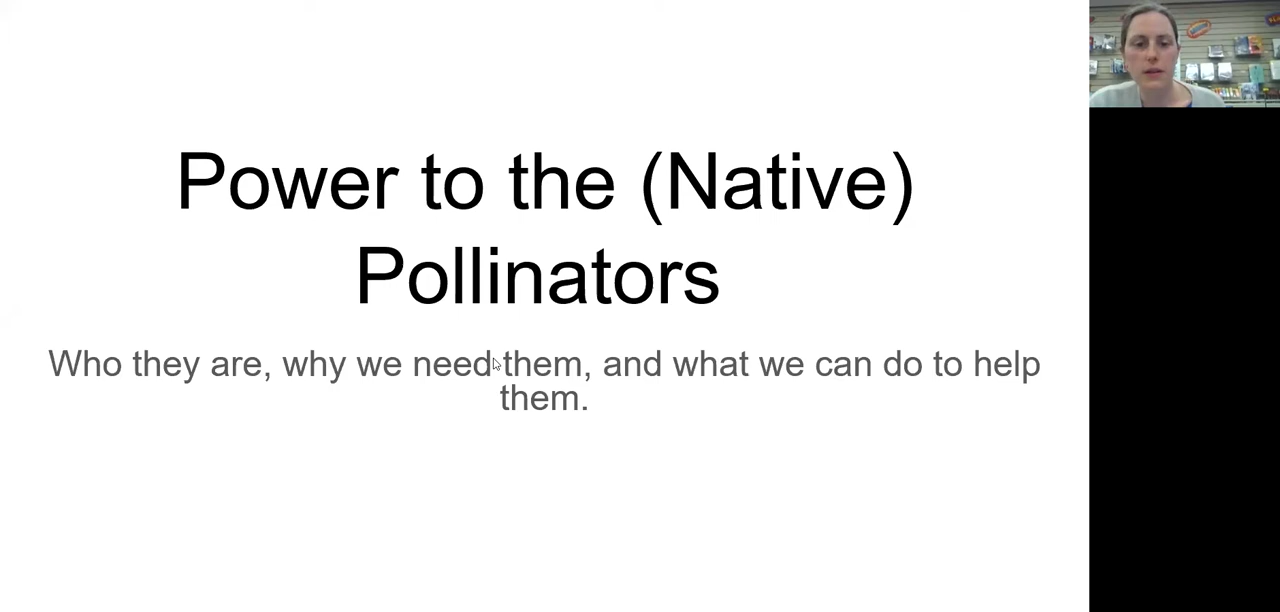 Power to the (Native)
Pollinators
Who they are, why we need them, and what we can do to help
them.